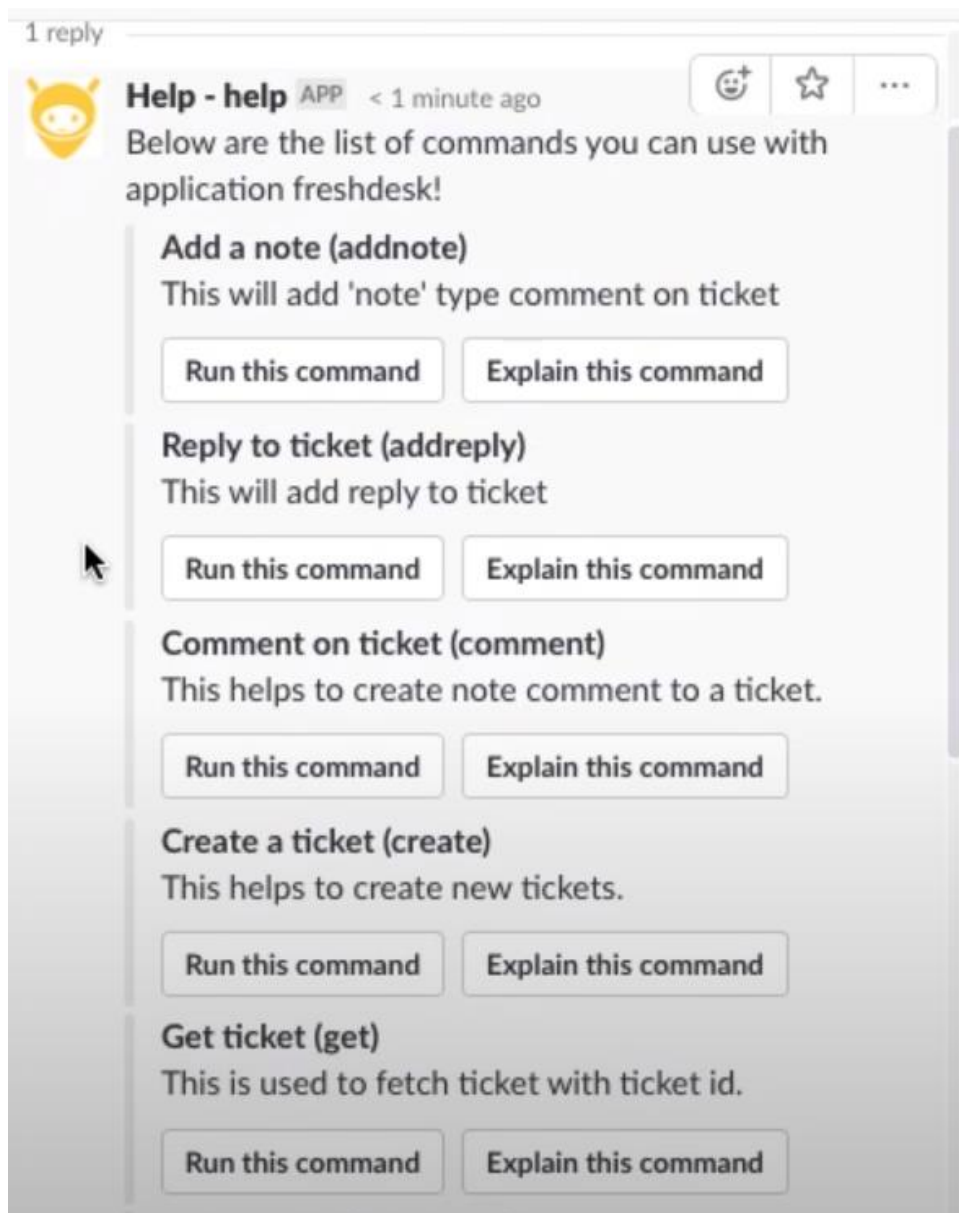 1 reply
Help - help APP < 1 minute ago
Below are the list of commands you can use with
application freshdesk!
Add a note (addnote)
This will add 'note' type comment on ticket
Run this command Explain this command
Reply to ticket (addreply)
This will add reply to ticket
Run this command Explain this command
Comment on ticket (comment)
This helps to create note comment to a ticket.
Run this command Explain this command
Create a ticket (create)
This helps to create new tickets.
Run this command Explain this command
Get ticket (get)
This is used to fetch ticket with ticket id.
Run this command Explain this command